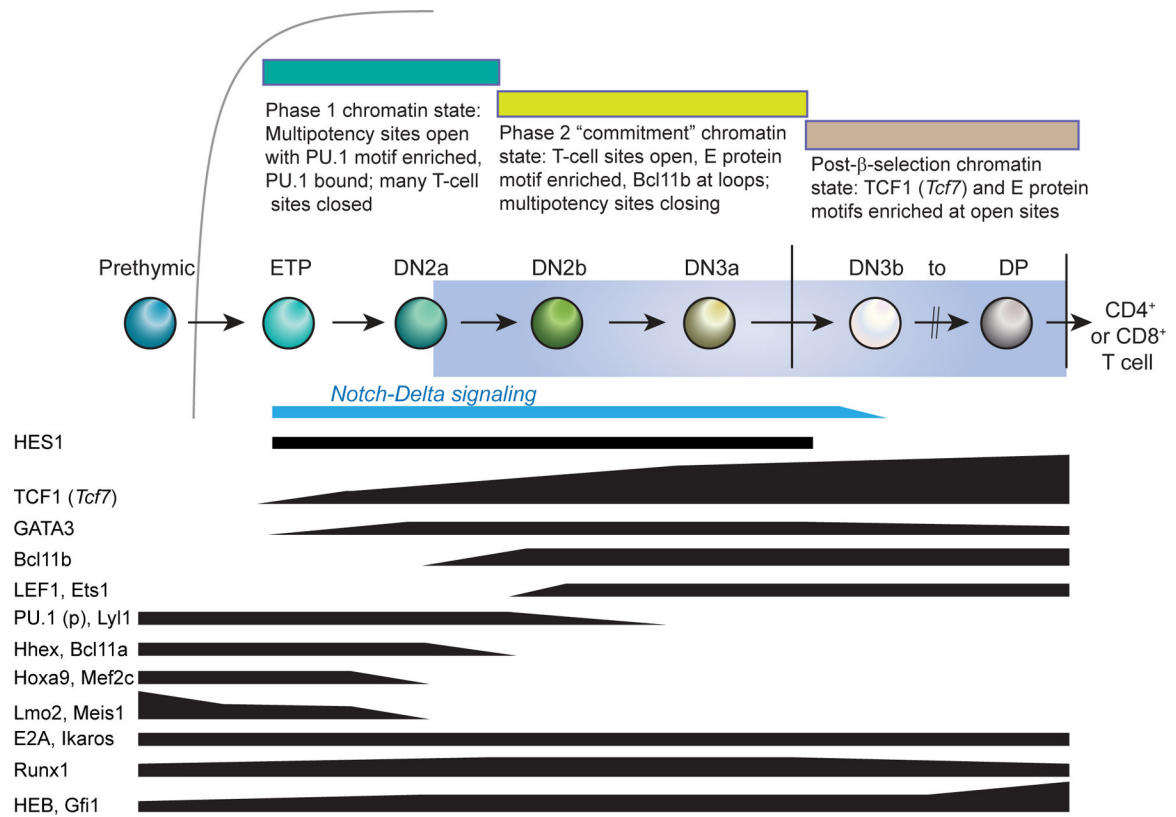 Phase 1 chromatin state:
Multipotency sites open
with PU.1 motif enriched,
PU.1 bound; many T-cell
sites closed
Phase 2 “commitment” chromatin
state: T-cell sites open, E protein
motif enriched, Bcl11b at loops;
multipotency sites closing
Post-β-selection chromatin
state: TCF1 (Tcf7) and E protein
motifs enriched at open sites
Prethymic
ETP
DN2a
DN2b
DN3a
DN3b to DP
CD4⁺
or CD8⁺
T cell
Notch-Delta signaling
HES1
TCF1 (Tcf7)
GATA3
Bcl11b
LEF1, Ets1
PU.1 (p), Lyl1
Hhex, Bcl11a
Hoxa9, Mef2c
Lmo2, Meis1
E2A, Ikaros
Runx1
HEB, Gfi1